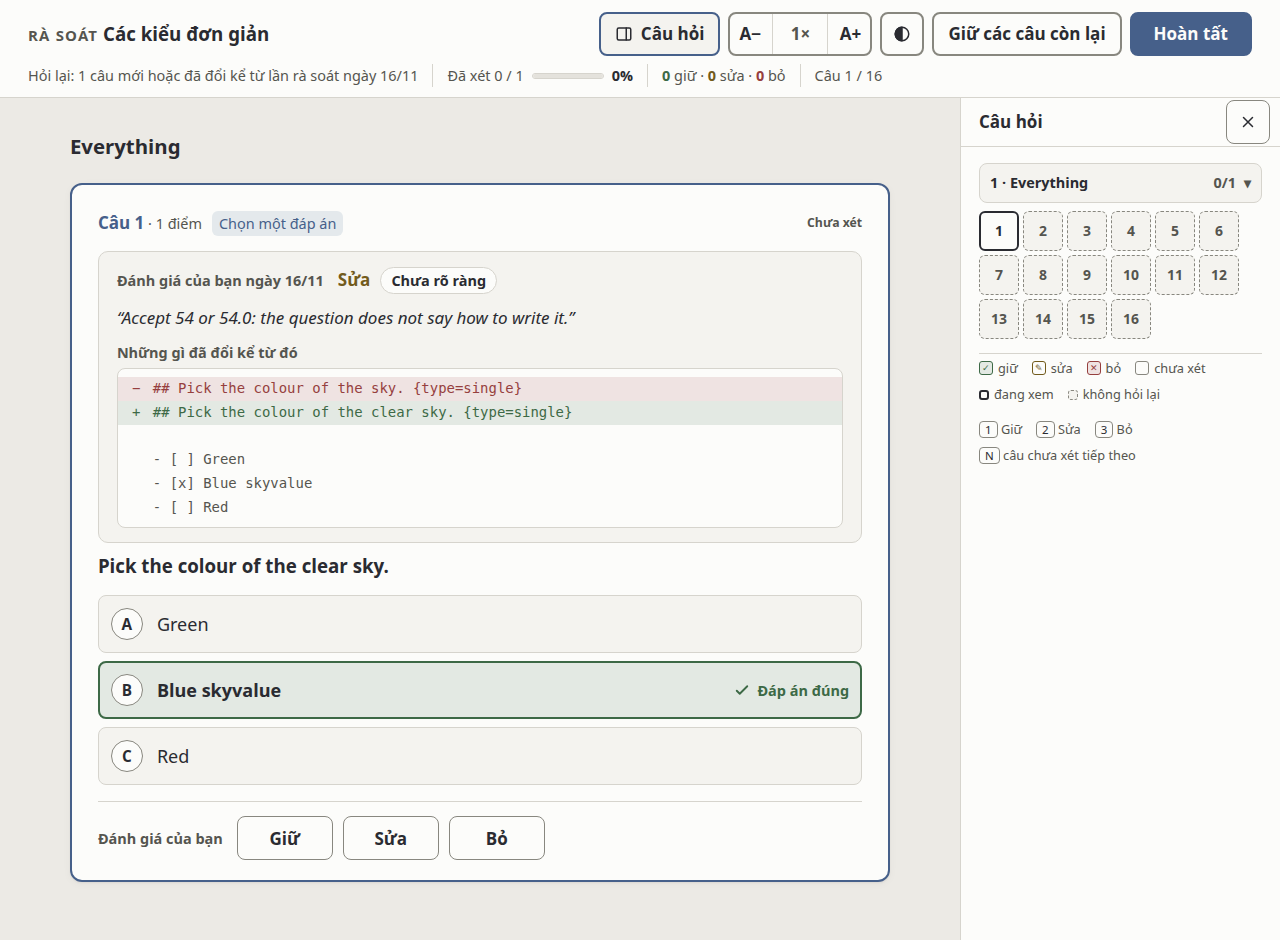 RÀ SOÁT Các kiểu đơn giản
Câu hỏi
A− 1× A+
Giữ các câu còn lại
Hoàn tất
Hỏi lại: 1 câu mới hoặc đã đổi kể từ lần rà soát ngày 16/11
Đã xét 0 / 1 0%
0 giữ · 0 sửa · 0 bỏ
Câu 1 / 16
Everything
Câu 1 · 1 điểm Chọn một đáp án
Chưa xét
Đánh giá của bạn ngày 16/11 Sửa Chưa rõ ràng
“Accept 54 or 54.0: the question does not say how to write it.”
Những gì đã đổi kể từ đó
− ## Pick the colour of the sky. {type=single}
+ ## Pick the colour of the clear sky. {type=single}
- [ ] Green
- [x] Blue skyvalue
- [ ] Red
Pick the colour of the clear sky.
A Green
B Blue skyvalue ✓ Đáp án đúng
C Red
Đánh giá của bạn Giữ Sửa Bỏ
Câu hỏi ×
1 · Everything 0/1 ▾
1 2 3 4 5 6
7 8 9 10 11 12
13 14 15 16
✓ giữ ✎ sửa ✕ bỏ chưa xét
đang xem không hỏi lại
1 Giữ 2 Sửa 3 Bỏ
N câu chưa xét tiếp theo